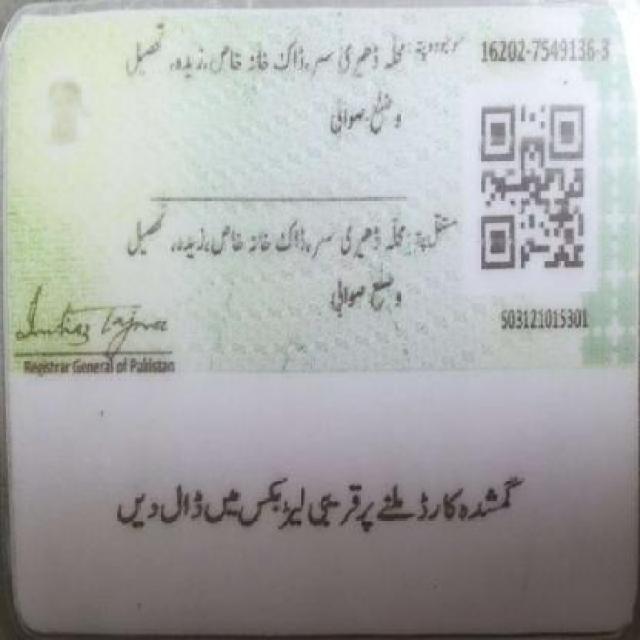 16202-7549136-3
موجودہ پتہ: محلہ ڈھیری سر، ڈاک خانہ خاص، زیدہ، تحصیل
و ضلع صوابی
مستقل پتہ: محلہ ڈھیری سر، ڈاک خانہ خاص، زیدہ، تحصیل
و ضلع صوابی
503121015301
Registrar General of Pakistan
گمشدہ کارڈ ملنے پر قریبی لیٹر بکس میں ڈال دیں